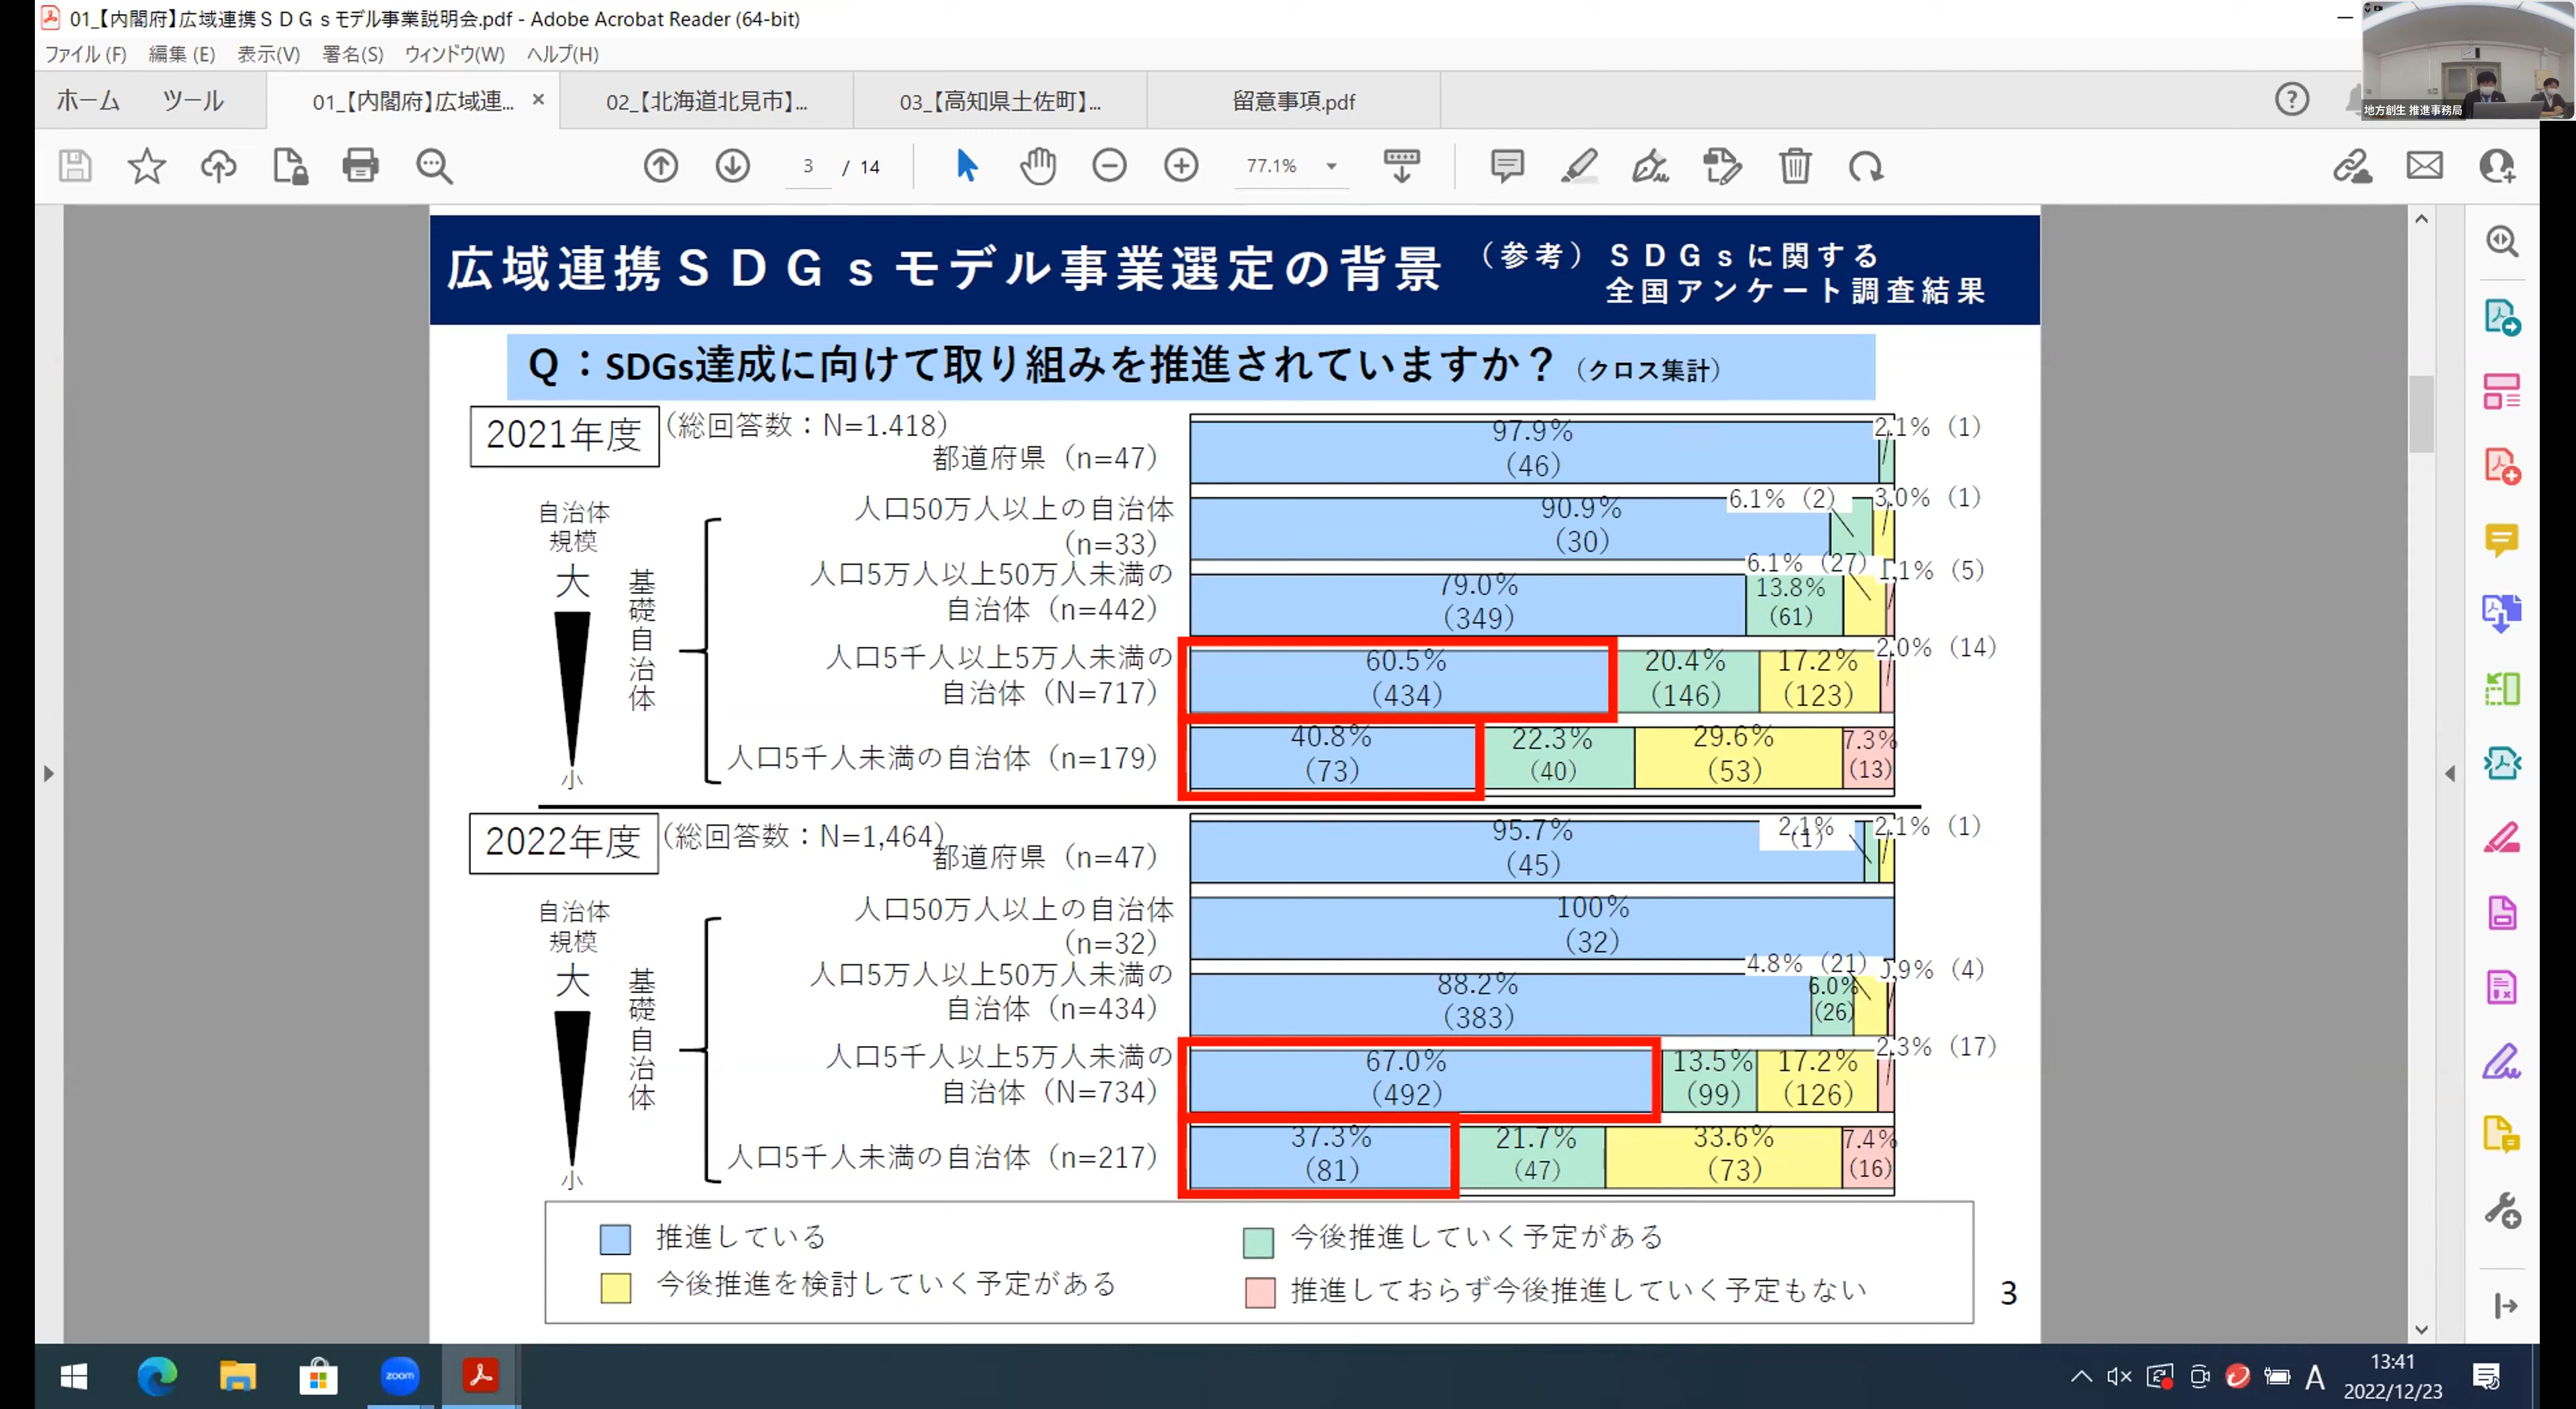 01_【内閣府】広域連携ＳＤＧｓモデル事業説明会.pdf - Adobe Acrobat Reader (64-bit)
ファイル(F) 編集(E) 表示(V) 署名(S) ウィンドウ(W) ヘルプ(H)
ホーム ツール 01_【内閣府】広域連... × 02_【北海道北見市】... 03_【高知県土佐町】... 留意事項.pdf
地方創生 推進事務局
3 / 14 77.1%
広域連携ＳＤＧｓモデル事業選定の背景 （参考）ＳＤＧｓに関する
全国アンケート調査結果
Ｑ：SDGs達成に向けて取り組みを推進されていますか？（クロス集計）
2021年度 (総回答数：N=1.418)
都道府県（n=47） 97.9% (46) 2.1% (1)
自治体規模 大 小
基礎自治体
人口50万人以上の自治体（n=33） 90.9% (30) 6.1% (2) 3.0% (1)
人口5万人以上50万人未満の自治体（n=442） 79.0% (349) 13.8% (61) 6.1% (27) 1.1% (5)
人口5千人以上5万人未満の自治体（N=717） 60.5% (434) 20.4% (146) 17.2% (123) 2.0% (14)
人口5千人未満の自治体（n=179） 40.8% (73) 22.3% (40) 29.6% (53) 7.3% (13)
2022年度 (総回答数：N=1,464)
都道府県（n=47） 95.7% (45) 2.1% (1) 2.1% (1)
自治体規模 大 小
基礎自治体
人口50万人以上の自治体（n=32） 100% (32)
人口5万人以上50万人未満の自治体（n=434） 88.2% (383) 6.0% (26) 4.8% (21) 0.9% (4)
人口5千人以上5万人未満の自治体（N=734） 67.0% (492) 13.5% (99) 17.2% (126) 2.3% (17)
人口5千人未満の自治体（n=217） 37.3% (81) 21.7% (47) 33.6% (73) 7.4% (16)
推進している 今後推進していく予定がある
今後推進を検討していく予定がある 推進しておらず今後推進していく予定もない
3
zoom
A
13:41
2022/12/23